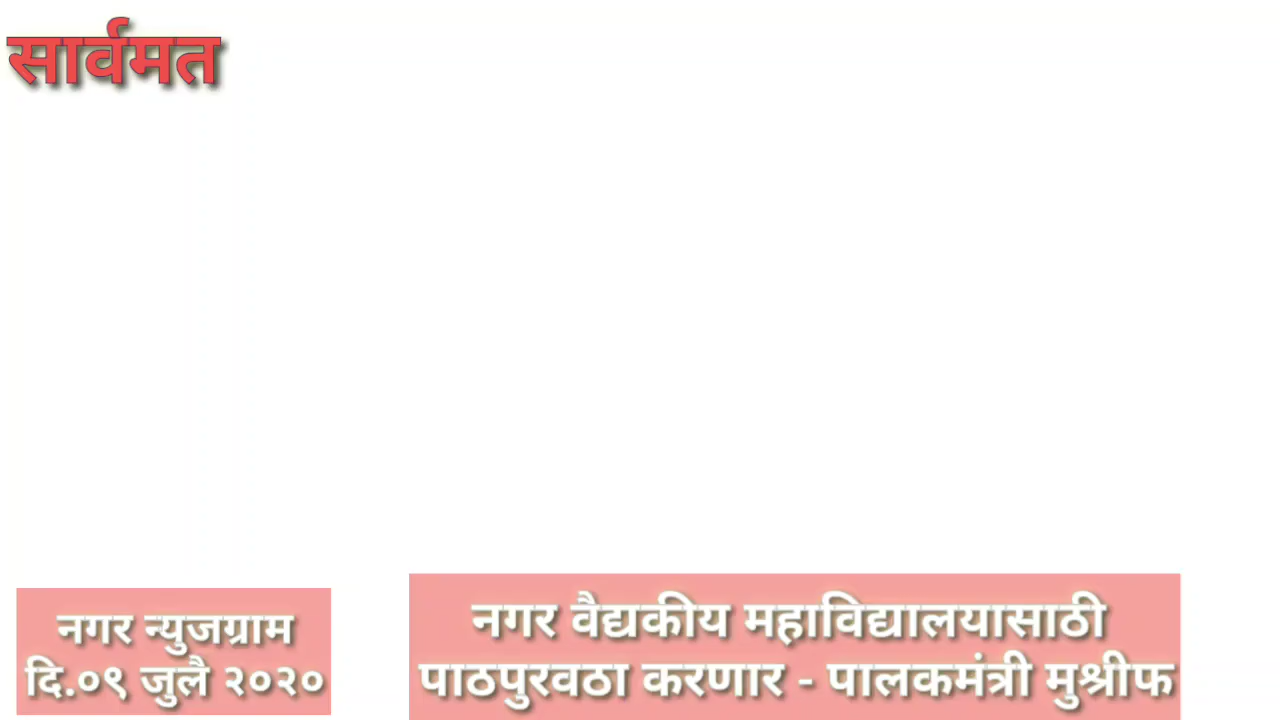 सार्वमत
नगर न्युजग्राम
दि.०९ जुलै २०२०
नगर वैद्यकीय महाविद्यालयासाठी
पाठपुरवठा करणार - पालकमंत्री मुश्रीफ